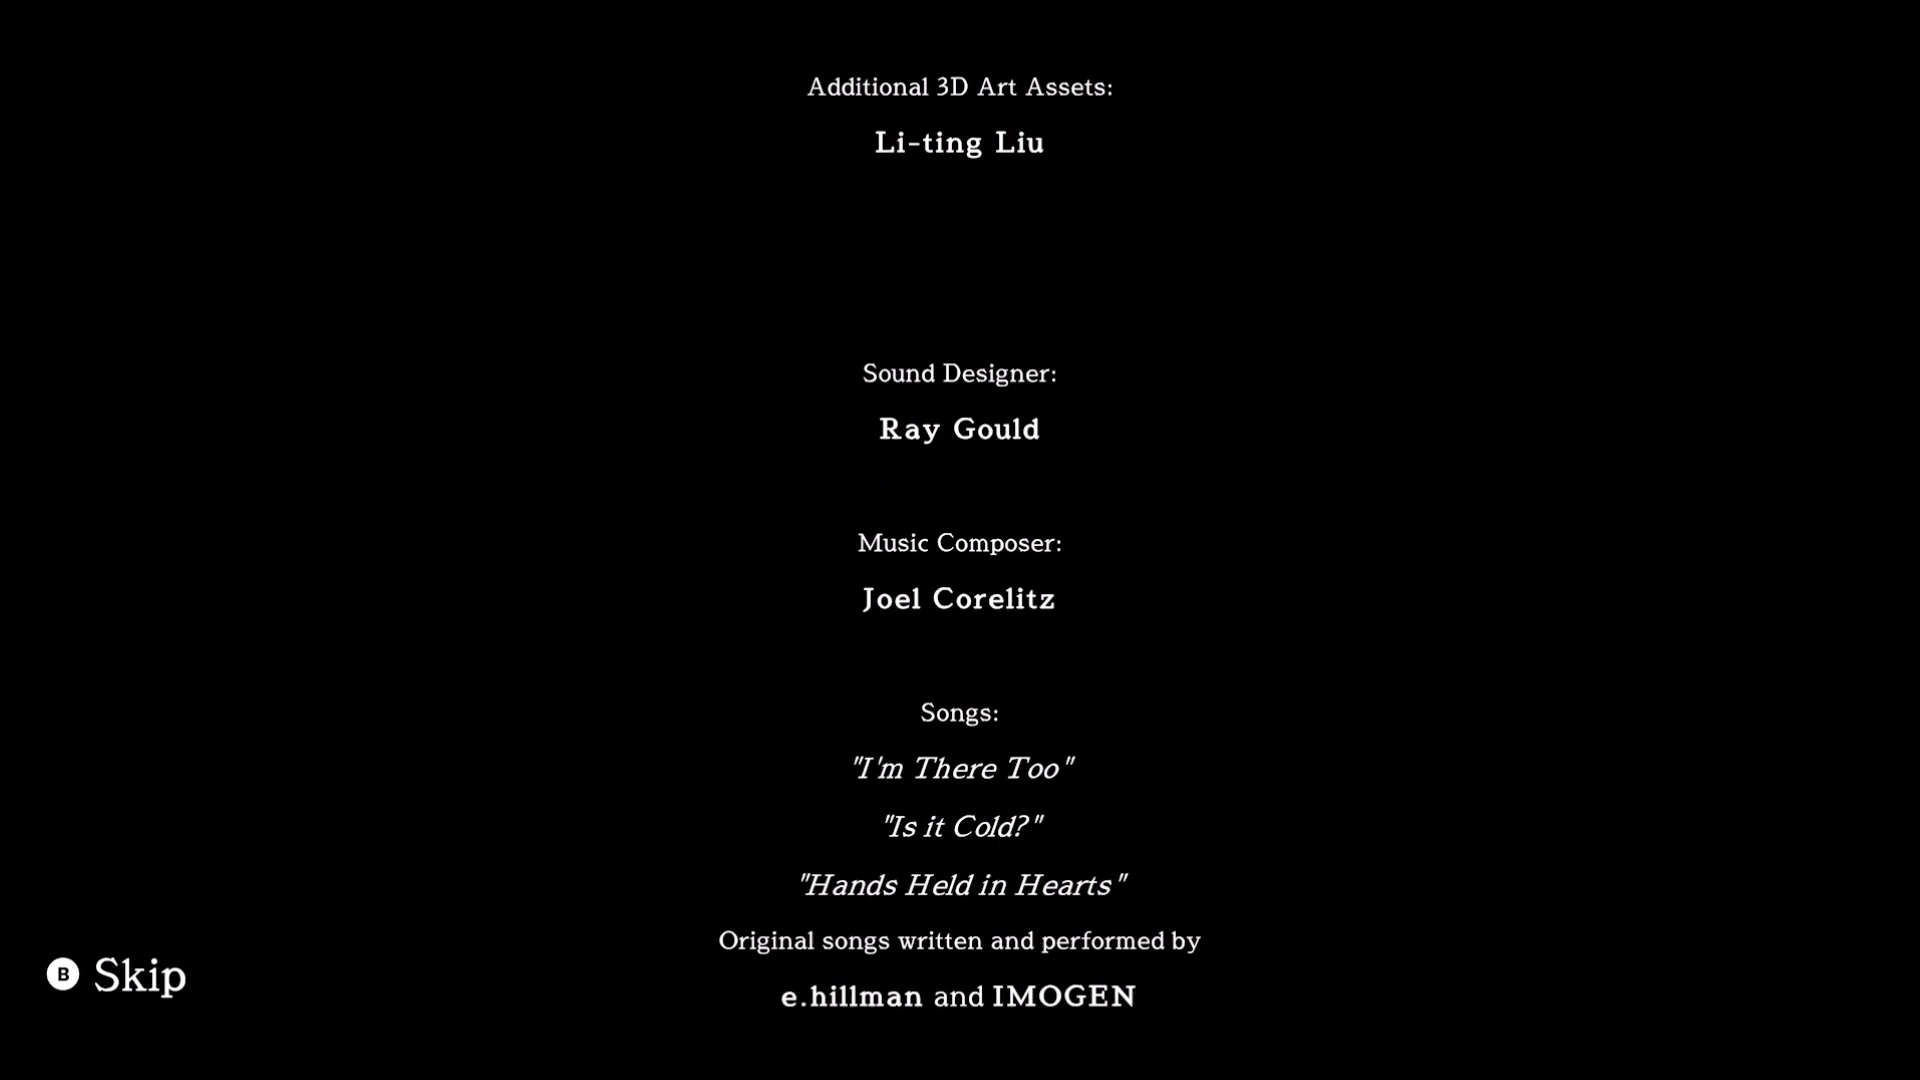 Additional 3D Art Assets:
Li-ting Liu
Sound Designer:
Ray Gould
Music Composer:
Joel Corelitz
Songs:
"I'm There Too"
"Is it Cold?"
"Hands Held in Hearts"
Original songs written and performed by
e.hillman and IMOGEN
B Skip